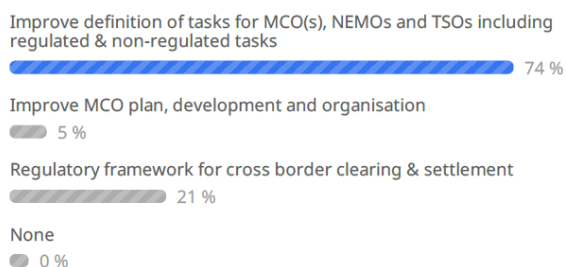 Improve definition of tasks for MCO(s), NEMOs and TSOs including
regulated & non-regulated tasks
74 %
Improve MCO plan, development and organisation
5 %
Regulatory framework for cross border clearing & settlement
21 %
None
0 %